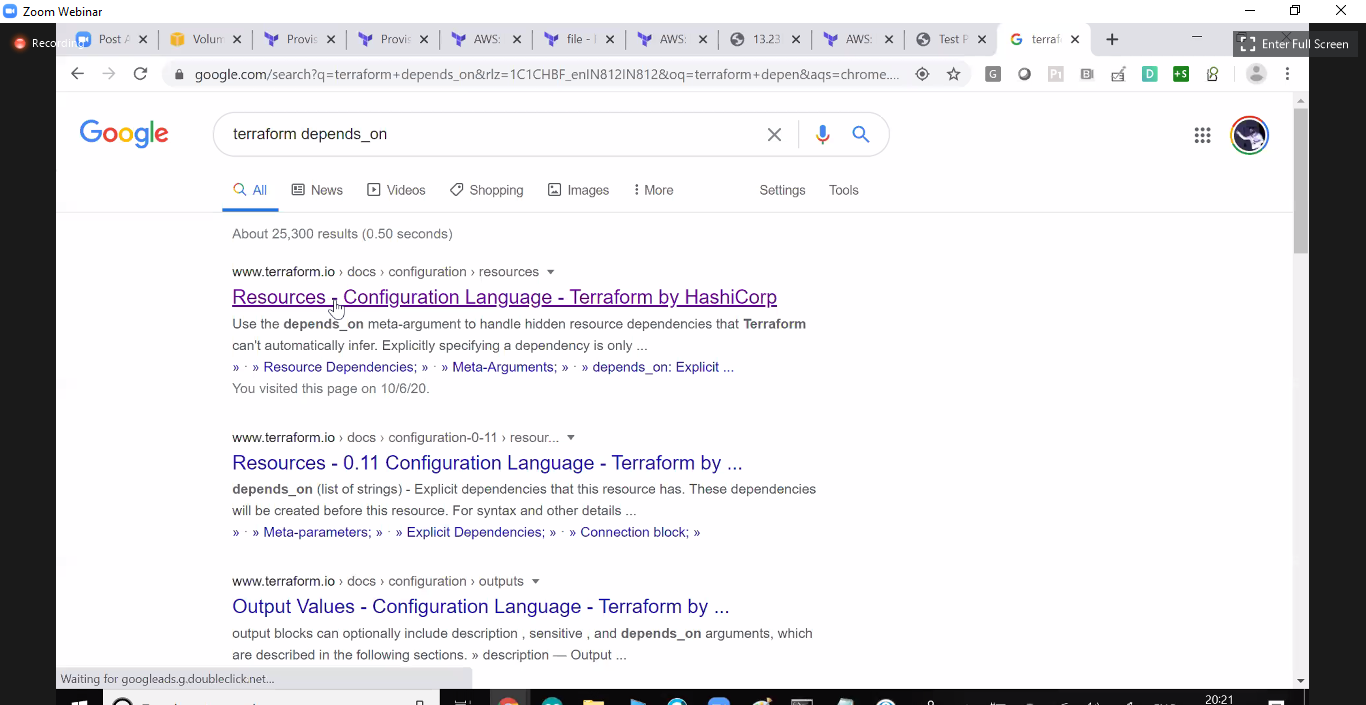 Zoom Webinar
Recording
Post A
Volum
Provis
Provis
AWS:
file - 
AWS:
13.23
AWS:
Test P
terraf
Enter Full Screen
google.com/search?q=terraform+depends_on&rlz=1C1CHBF_enIN812IN812&oq=terraform+depen&aqs=chrome....
Google
terraform depends_on
All
News
Videos
Shopping
Images
More
Settings
Tools
About 25,300 results (0.50 seconds)
www.terraform.io › docs › configuration › resources
Resources - Configuration Language - Terraform by HashiCorp
Use the depends_on meta-argument to handle hidden resource dependencies that Terraform
can't automatically infer. Explicitly specifying a dependency is only ...
» · » Resource Dependencies; » · » Meta-Arguments; » · » depends_on: Explicit ...
You visited this page on 10/6/20.
www.terraform.io › docs › configuration-0-11 › resour...
Resources - 0.11 Configuration Language - Terraform by ...
depends_on (list of strings) - Explicit dependencies that this resource has. These dependencies
will be created before this resource. For syntax and other details ...
» · » Meta-parameters; » · » Explicit Dependencies; » · » Connection block; »
www.terraform.io › docs › configuration › outputs
Output Values - Configuration Language - Terraform by ...
output blocks can optionally include description , sensitive , and depends_on arguments, which
are described in the following sections. » description — Output ...
Waiting for googleads.g.doubleclick.net...
20:21